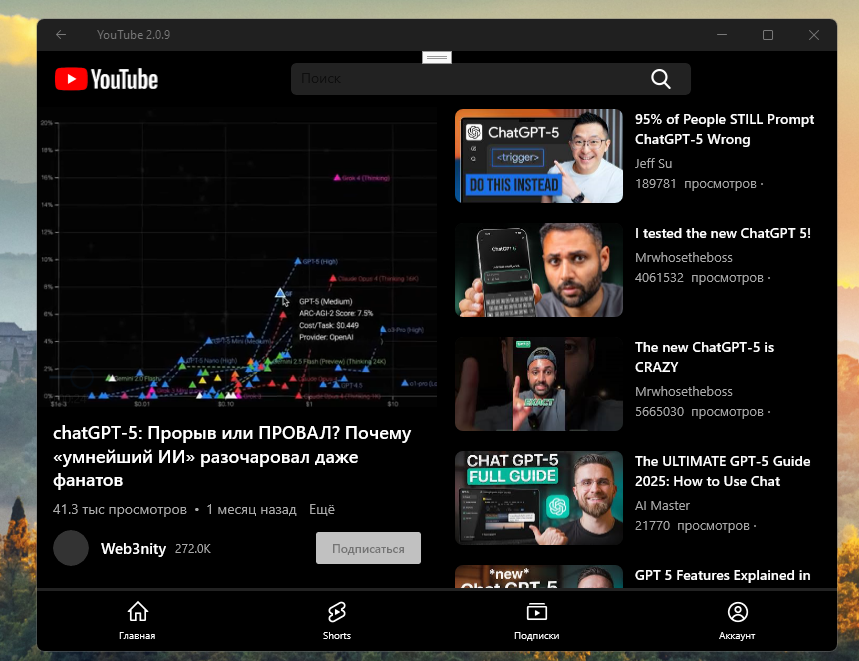 YouTube 2.0.9
YouTube
Поиск
20%
18%
16%
14%
12%
10%
8%
6%
4%
2%
0%
Grok 4 (Thinking)
GPT-5 (High)
Claude Opus 4 (Thinking 16K)
GPT-5 (Medium)
ARC-AGI-2 Score: 7.5%
Cost/Task: $0.449
Provider: OpenAI
o3-Pro (High)
GPT-5 Mini (Medium)
GPT-5 Nano (High)
Gemini 2.5 Flash (Preview) (Thinking 24K)
Gemini 2.0 Flash
GPT-4.5
$1e-3
$0.01
$0.10
$1
$10
chatGPT-5: Прорыв или ПРОВАЛ? Почему
«умнейший ИИ» разочаровал даже
фанатов
41.3 тыс просмотров • 1 месяц назад Ещё
Web3nity 272.0K
Подписаться
ChatGPT-5
<trigger>
DO THIS INSTEAD
95% of People STILL Prompt
ChatGPT-5 Wrong
Jeff Su
189781 просмотров ·
ChatGPT 5
I tested the new ChatGPT 5!
Mrwhosetheboss
4061532 просмотров ·
EXACT
The new ChatGPT-5 is
CRAZY
Mrwhosetheboss
5665030 просмотров ·
CHAT GPT-5
FULL GUIDE
The ULTIMATE GPT-5 Guide
2025: How to Use Chat
AI Master
21770 просмотров ·
*new*
Chat GPT-5
GPT 5 Features Explained in
Главная
Shorts
Подписки
Аккаунт